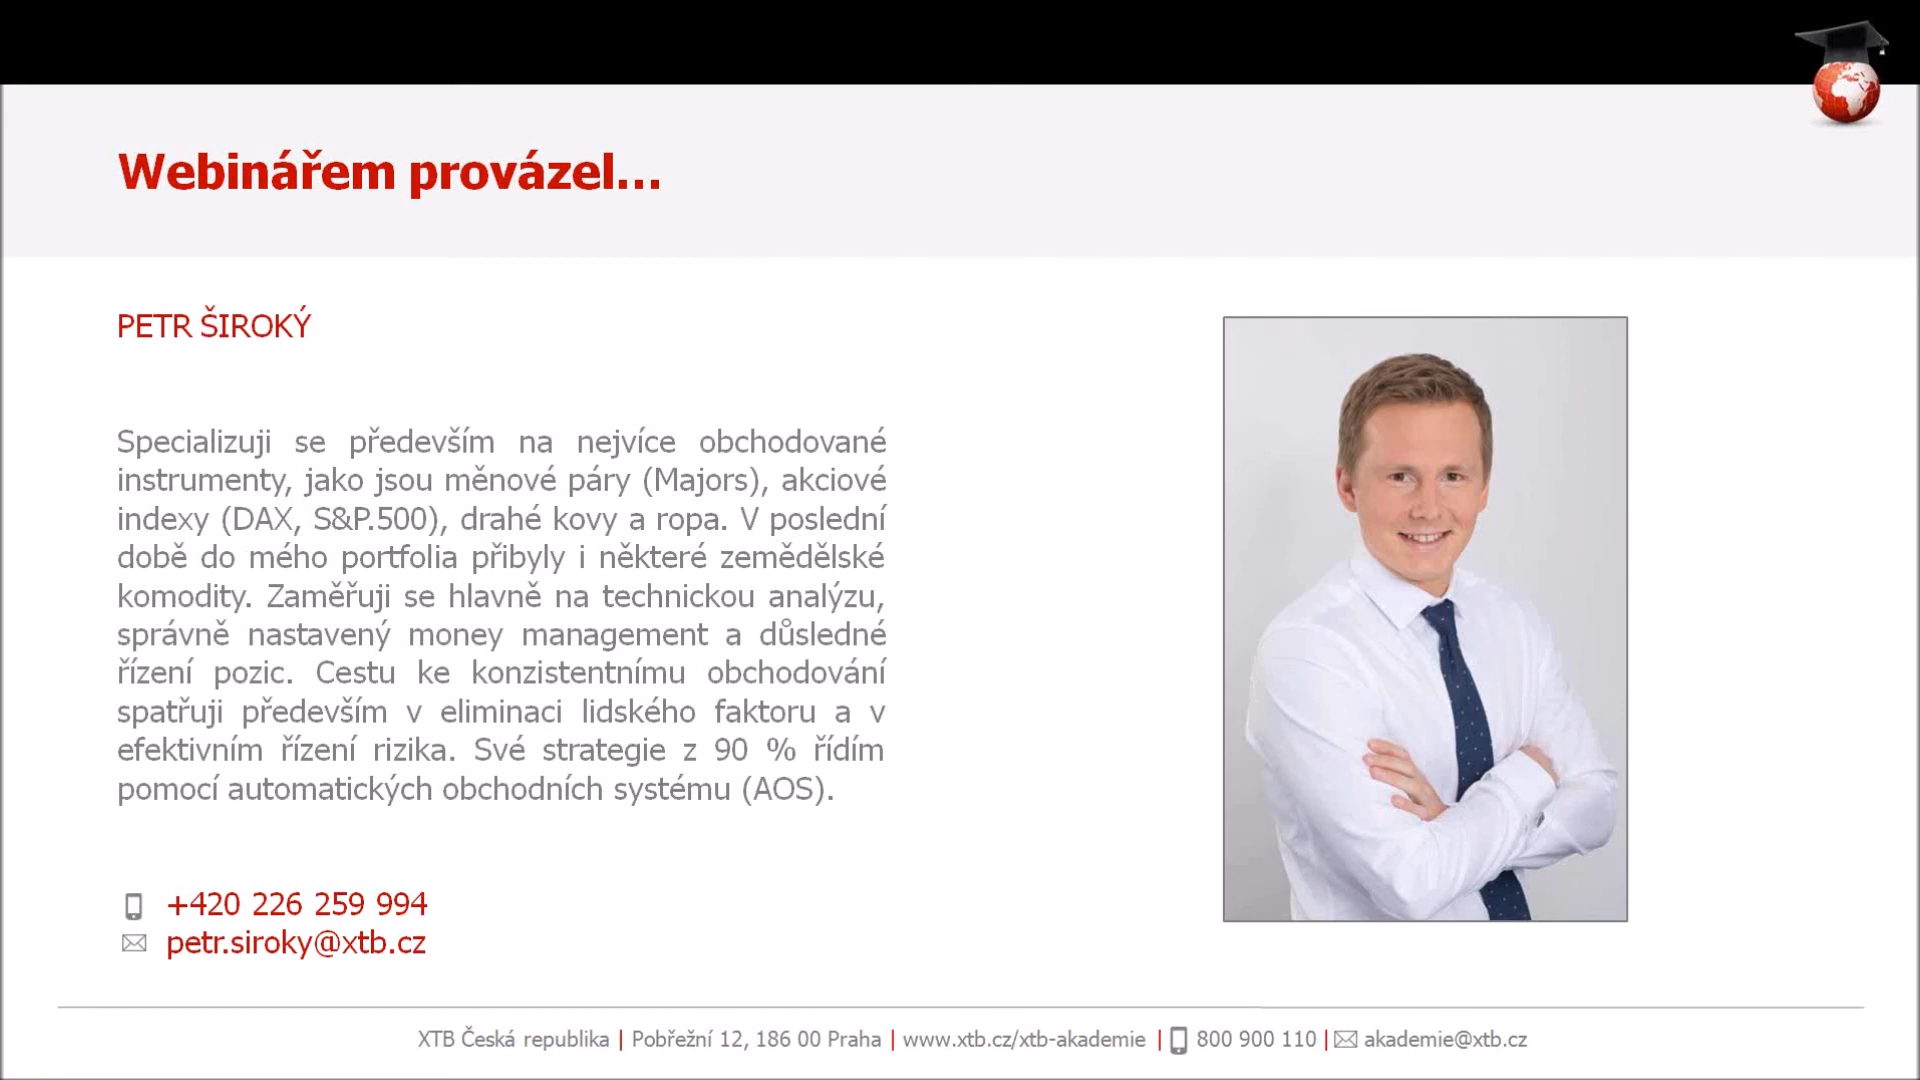 Webinářem provázel...
PETR ŠIROKÝ
Specializuji se především na nejvíce obchodované
instrumenty, jako jsou měnové páry (Majors), akciové
indexy (DAX, S&P.500), drahé kovy a ropa. V poslední
době do mého portfolia přibyly i některé zemědělské
komodity. Zaměřuji se hlavně na technickou analýzu,
správně nastavený money management a důsledné
řízení pozic. Cestu ke konzistentnímu obchodování
spatřuji především v eliminaci lidského faktoru a v
efektivním řízení rizika. Své strategie z 90 % řídím
pomocí automatických obchodních systému (AOS).
+420 226 259 994
petr.siroky@xtb.cz
XTB Česká republika | Pobřežní 12, 186 00 Praha | www.xtb.cz/xtb-akademie | 800 900 110 | akademie@xtb.cz